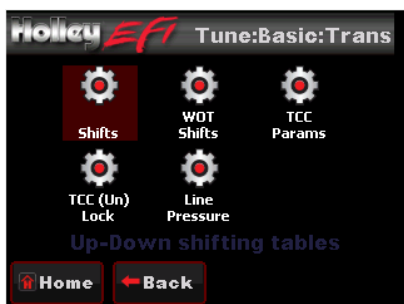 Holley EFI Tune:Basic:Trans
Shifts
WOT
Shifts
TCC
Params
TCC (Un)
Lock
Line
Pressure
Up-Down shifting tables
Home Back